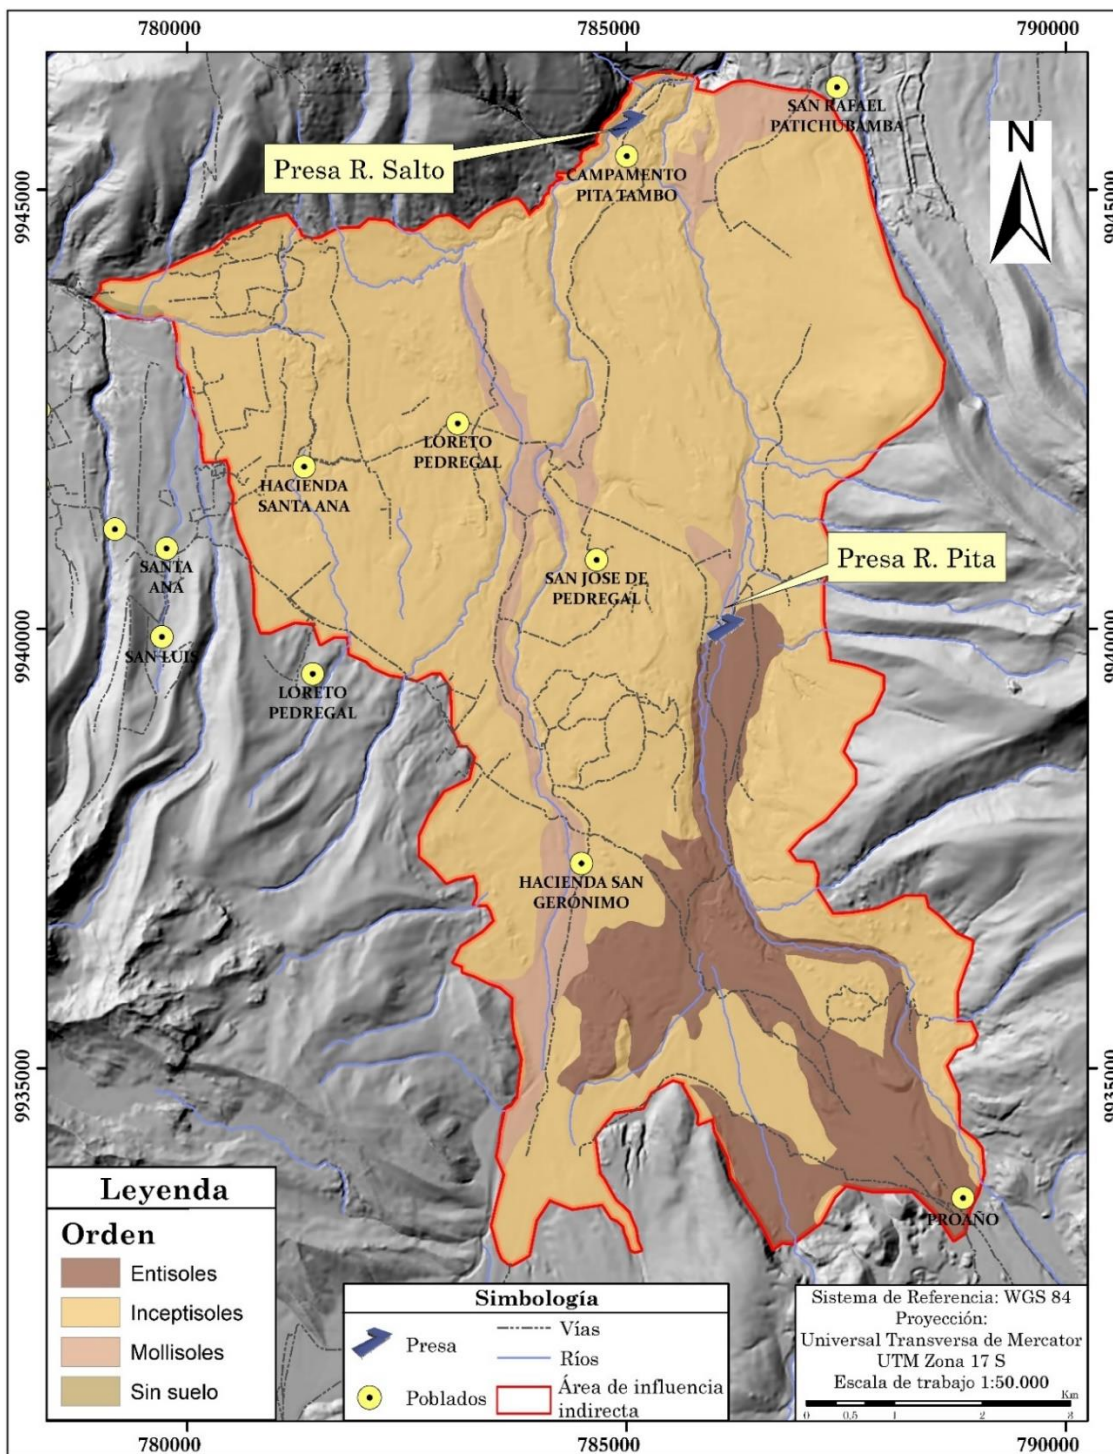 780000
785000
790000
SAN RAFAEL
PATICHUBAMBA
Presa R. Salto
CAMPAMENTO
PITA TAMBO
N
9945000
9945000
LORETO
PEDREGAL
HACIENDA
SANTA ANA
SANTA
ANA
SAN JOSE DE
PEDREGAL
Presa R. Pita
9940000
9940000
SAN LUIS
LORETO
PEDREGAL
HACIENDA SAN
GERÓNIMO
9935000
9935000
PROAÑO
Leyenda
Orden
Entisoles
Inceptisoles
Mollisoles
Sin suelo
Simbología
Presa
Poblados
Vías
Ríos
Área de influencia
indirecta
Sistema de Referencia: WGS 84
Proyección:
Universal Transversa de Mercator
UTM Zona 17 S
Escala de trabajo 1:50.000
Km
0 0,5 1 2 3
780000
785000
790000